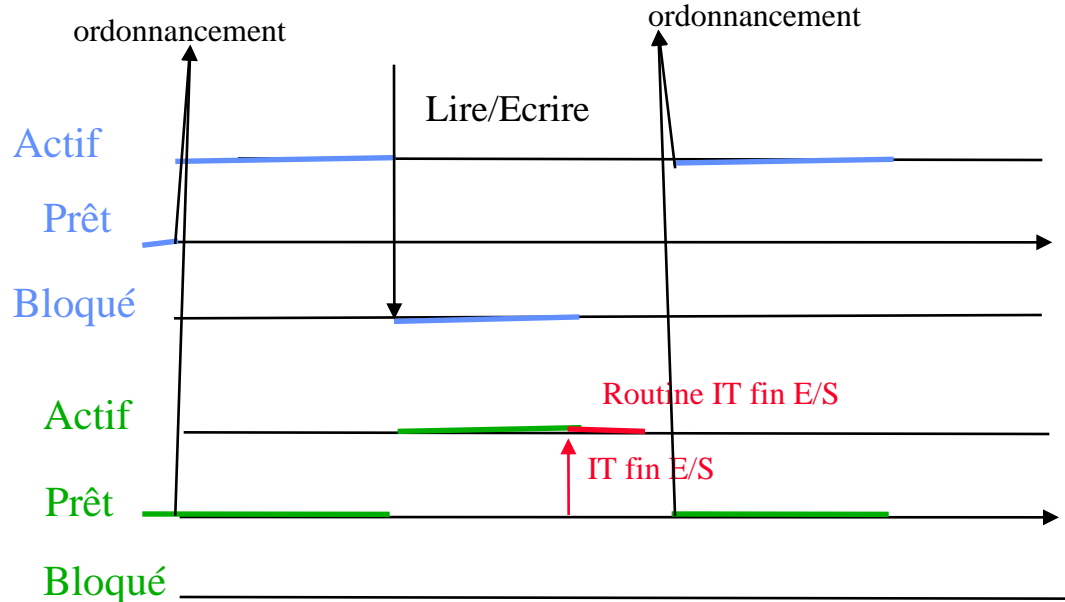 ordonnancement
ordonnancement
Lire/Ecrire
Actif
Prêt
Bloqué
Routine IT fin E/S
Actif
IT fin E/S
Prêt
Bloqué